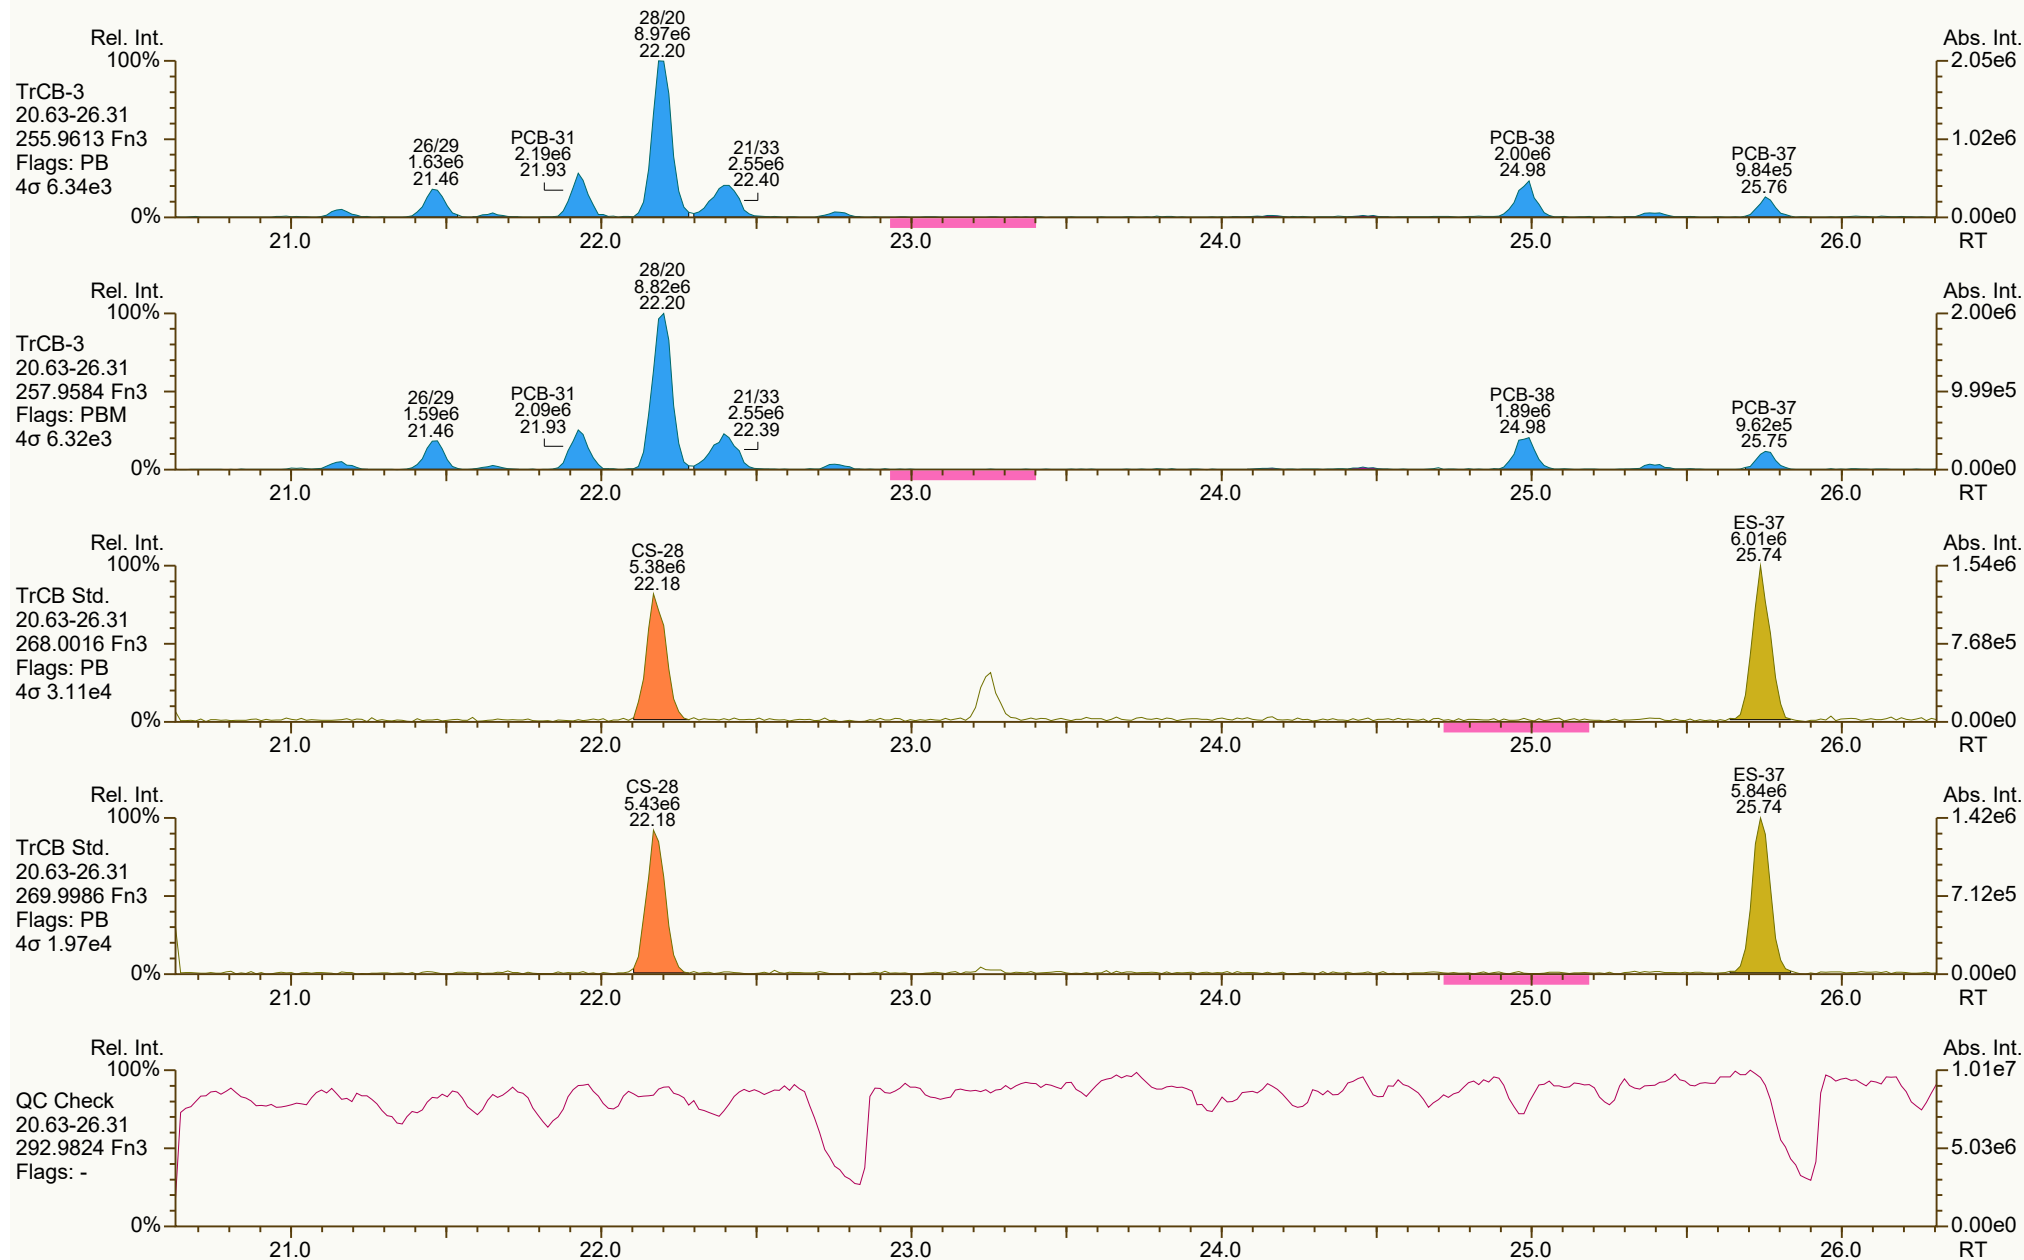 28/20
8.97e6
22.20
Rel. Int.
Abs. Int.
100%
2.05e6
TrCB-3
20.63-26.31
255.9613 Fn3
Flags: PB
4σ 6.34e3
26/29
1.63e6
21.46
PCB-31
2.19e6
21.93
21/33
2.55e6
22.40
PCB-38
2.00e6
24.98
PCB-37
9.84e5
25.76
1.02e6
0%
0.00e0
21.0 22.0 23.0 24.0 25.0 26.0 RT
28/20
8.82e6
22.20
Rel. Int.
Abs. Int.
100%
2.00e6
TrCB-3
20.63-26.31
257.9584 Fn3
Flags: PBM
4σ 6.32e3
26/29
1.59e6
21.46
PCB-31
2.09e6
21.93
21/33
2.55e6
22.39
PCB-38
1.89e6
24.98
PCB-37
9.62e5
25.75
9.99e5
0%
0.00e0
21.0 22.0 23.0 24.0 25.0 26.0 RT
Rel. Int.
Abs. Int.
100%
1.54e6
TrCB Std.
20.63-26.31
268.0016 Fn3
Flags: PB
4σ 3.11e4
CS-28
5.38e6
22.18
ES-37
6.01e6
25.74
7.68e5
0%
0.00e0
21.0 22.0 23.0 24.0 25.0 26.0 RT
Rel. Int.
Abs. Int.
100%
1.42e6
TrCB Std.
20.63-26.31
269.9986 Fn3
Flags: PB
4σ 1.97e4
CS-28
5.43e6
22.18
ES-37
5.84e6
25.74
7.12e5
0%
0.00e0
21.0 22.0 23.0 24.0 25.0 26.0 RT
Rel. Int.
Abs. Int.
100%
1.01e7
QC Check
20.63-26.31
292.9824 Fn3
Flags: -
5.03e6
0%
0.00e0
21.0 22.0 23.0 24.0 25.0 26.0 RT